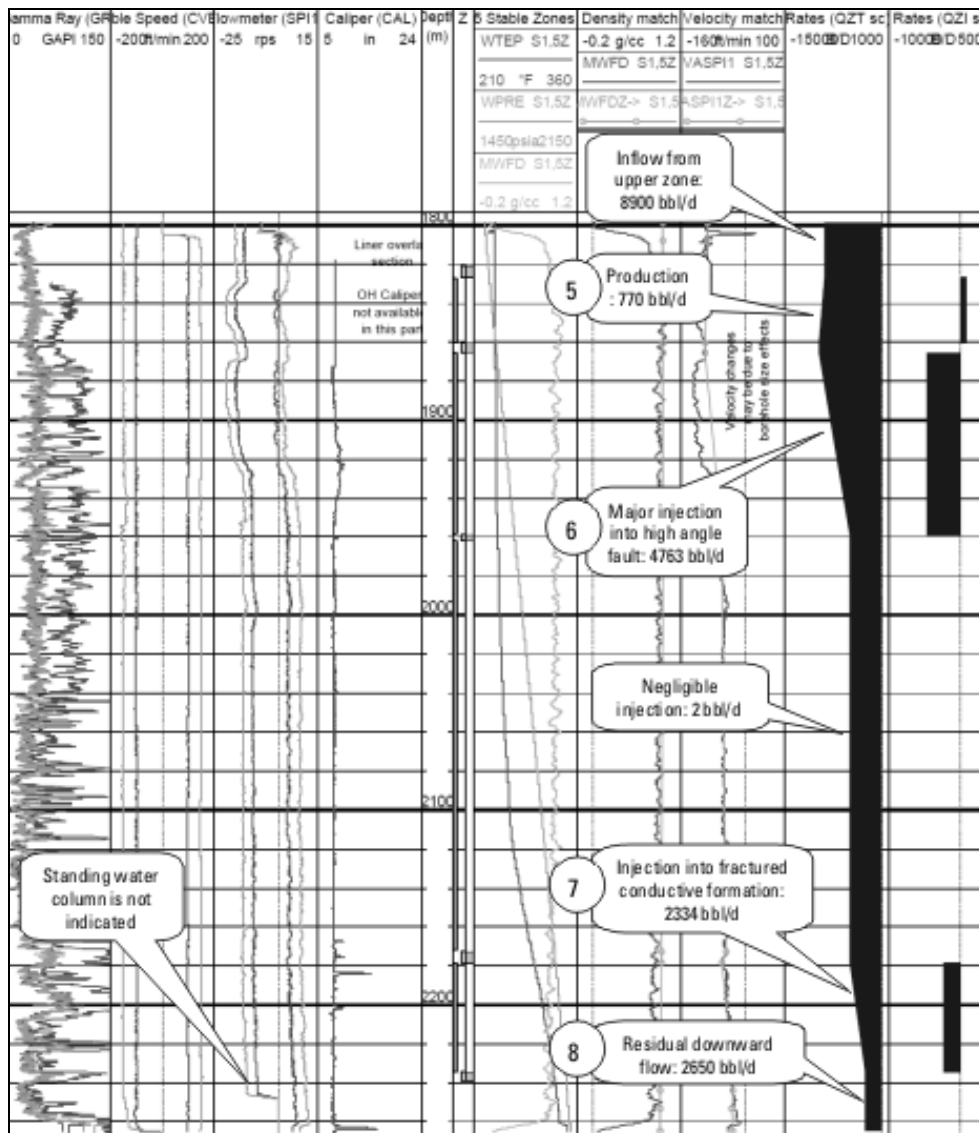 amma Ray (GR
ble Speed (CVE
lowmeter (SPI1
Caliper (CAL)
Depth
Z
5 Stable Zones
Density match
Velocity match
Rates (QZT sc
Rates (QZI s
0 GAPI 150
-200ft/min 200
-25 rps 15
5 in 24
(m)
WTEP S1,5Z
-0.2 g/cc 1.2
-160ft/min 100
MWFD S1,5Z
VASPI1 S1,5Z
210 °F 360
WPRE S1,5Z
MWFDZ-> S1,5
ASPI1Z-> S1,5
1450psia2150
MWFD S1,5Z
-0.2 g/cc 1.2
Inflow from
upper zone:
8900 bbl/d
1800
Liner overla
section
OH Caliper
not available
in this part
5
Production
: 770 bbl/d
Velocity changes
may be due to
borehole size effects
1900
6
Major injection
into high angle
fault: 4763 bbl/d
2000
Negligible
injection: 2 bbl/d
2100
Standing water
column is not
indicated
7
Injection into fractured
conductive formation:
2334 bbl/d
2200
8
Residual downward
flow: 2650 bbl/d